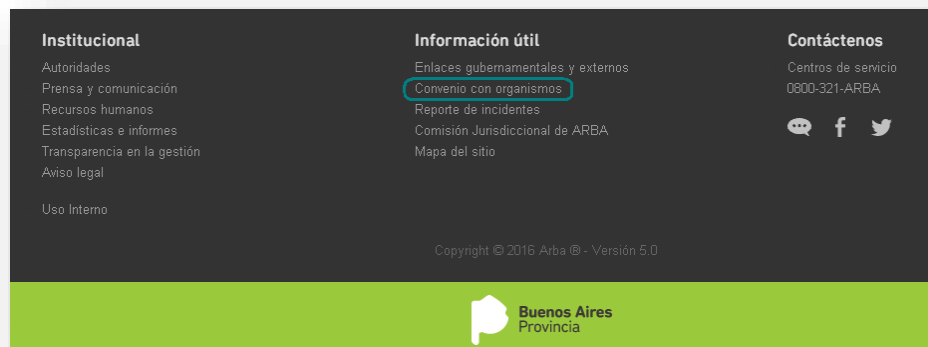 Institucional
Autoridades
Prensa y comunicación
Recursos humanos
Estadísticas e informes
Transparencia en la gestión
Aviso legal
Uso Interno
Información útil
Enlaces gubernamentales y externos
Convenio con organismos
Reporte de incidentes
Comisión Jurisdiccional de ARBA
Mapa del sitio
Contáctenos
Centros de servicio
0800-321-ARBA
Copyright © 2016 Arba ® - Versión 5.0
Buenos Aires
Provincia